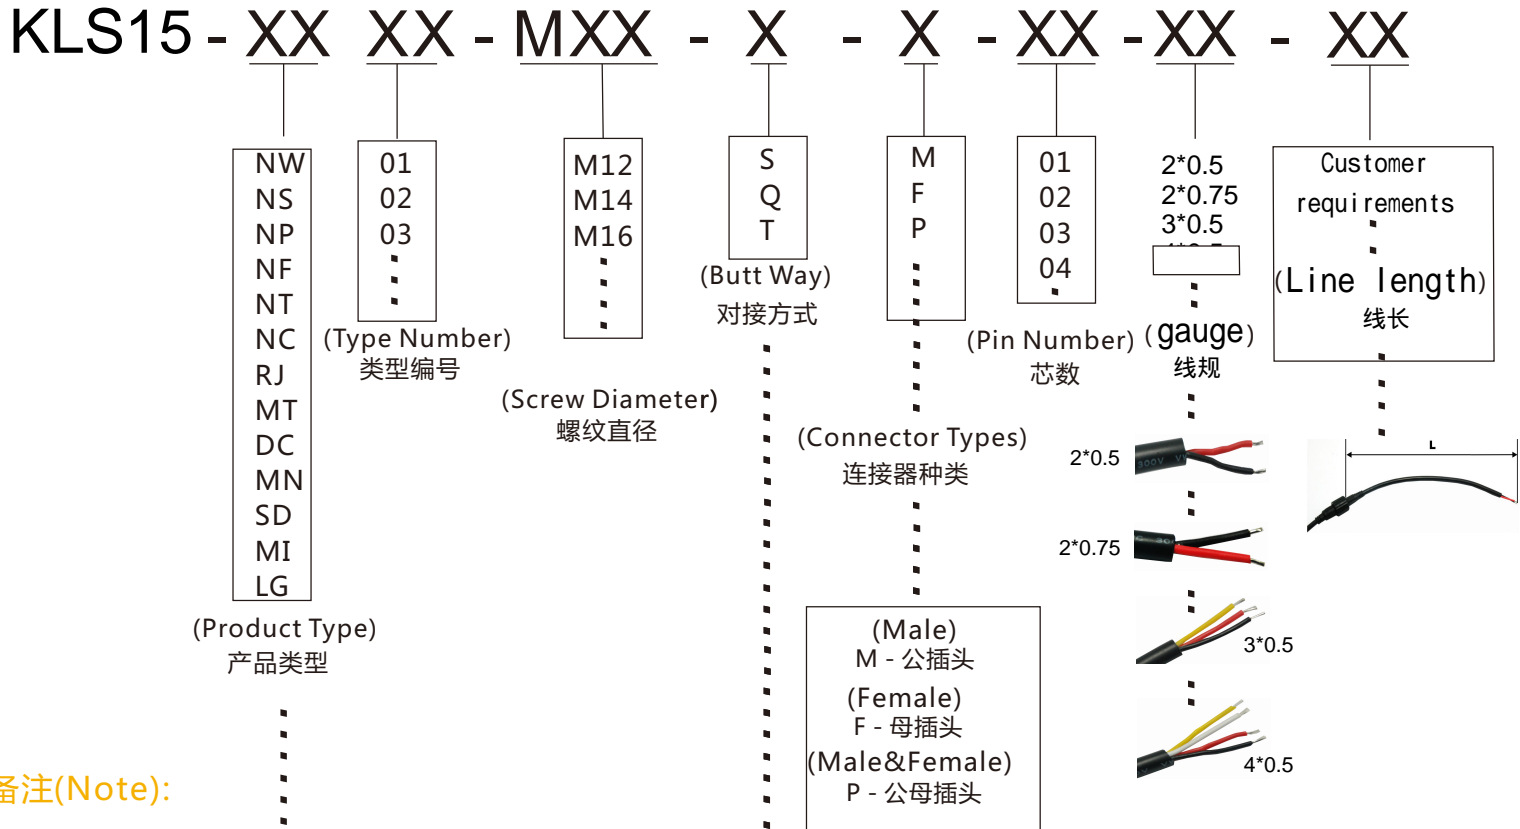 KLS15 - XX XX - MXX - X - X - XX - XX - XX
NW
NS
NP
NF
NT
NC
RJ
MT
DC
MN
SD
MI
LG
(Product Type)
产品类型
01
02
03
(Type Number)
类型编号
M12
M14
M16
(Screw Diameter)
螺纹直径
S
Q
T
(Butt Way)
对接方式
M
F
P
(Connector Types)
连接器种类
(Male)
M - 公插头
(Female)
F - 母插头
(Male&Female)
P - 公母插头
01
02
03
04
(Pin Number)
芯数
2*0.5
2*0.75
3*0.5
(gauge)
线规
2*0.5
2*0.75
3*0.5
4*0.5
Customer
requirements
(Line length)
线长
L
备注(Note):